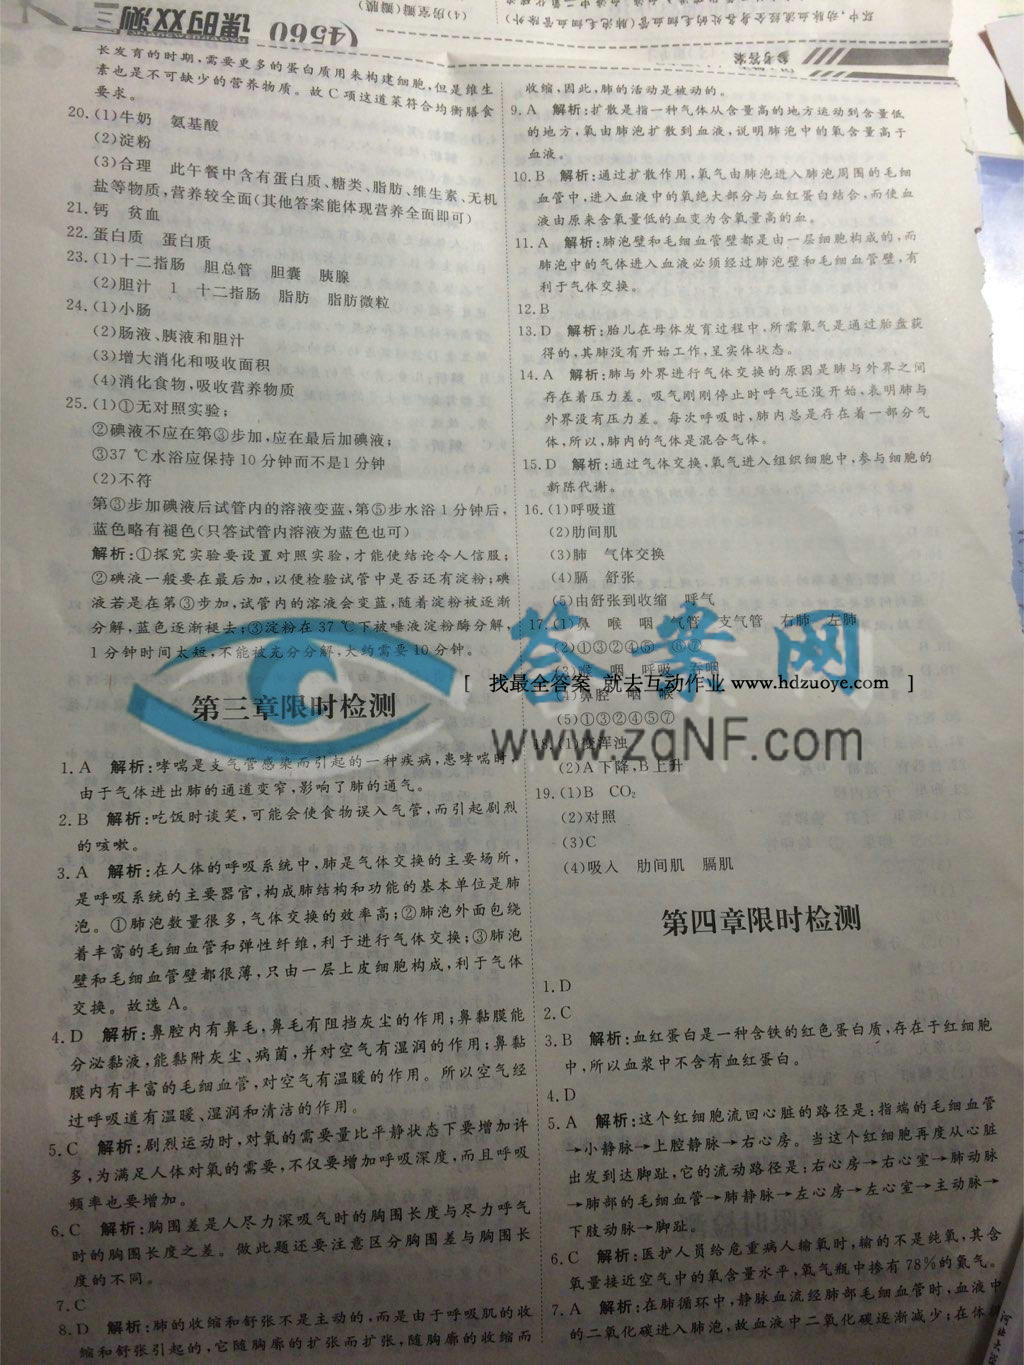 参考答案
长发育的时期,需要更多的蛋白质用来构建细胞,但是维生
素也是不可缺少的营养物质。故C项这道菜符合均衡膳食
要求。
20.(1)牛奶 氨基酸
(2)淀粉
(3)合理 此午餐中含有蛋白质、糖类、脂肪、维生素、无机
盐等物质,营养较全面(其他答案能体现营养全面即可)
21.钙 贫血
22.蛋白质 蛋白质
23.(1)十二指肠 胆总管 胆囊 胰腺
(2)胆汁 1 十二指肠 脂肪 脂肪微粒
24.(1)小肠
(2)肠液、胰液和胆汁
(3)增大消化和吸收面积
(4)消化食物,吸收营养物质
25.(1)①无对照实验;
②碘液不应在第③步加,应在最后加碘液;
③37 ℃水浴应保持10分钟而不是1分钟
(2)不符
第③步加碘液后试管内的溶液变蓝,第⑤步水浴1分钟后,
蓝色略有褪色(只答试管内溶液为蓝色也可)
解析:①探究实验要设置对照实验,才能使结论令人信服;
②碘液一般要在最后加,以便检验试管中是否还有淀粉;碘
液若是在第③步加,试管内的溶液会变蓝,随着淀粉被逐渐
分解,蓝色逐渐褪去;③淀粉在37 ℃下被唾液淀粉酶分解,
1分钟时间太短,不能被充分分解,大约需要10分钟。
第三章限时检测
1.A 解析:哮喘是支气管感染而引起的一种疾病,患哮喘时,
由于气体进出肺的通道变窄,影响了肺的通气。
2.B 解析:吃饭时谈笑,可能会使食物误入气管,而引起剧烈
的咳嗽。
3.A 解析:在人体的呼吸系统中,肺是气体交换的主要场所,
是呼吸系统的主要器官,构成肺结构和功能的基本单位是肺
泡。①肺泡数量很多,气体交换的效率高;②肺泡外面包绕
着丰富的毛细血管和弹性纤维,利于进行气体交换;③肺泡
壁和毛细血管壁都很薄,只由一层上皮细胞构成,利于气体
交换。故选A。
4.D 解析:鼻腔内有鼻毛,鼻毛有阻挡灰尘的作用;鼻黏膜能
分泌黏液,能黏附灰尘、病菌,并对空气有湿润的作用;鼻黏
膜内有丰富的毛细血管,对空气有温暖的作用。所以空气经
过呼吸道有温暖、湿润和清洁的作用。
5.C 解析:剧烈运动时,对氧的需要量比平静状态下要增加许
多,为满足人体对氧的需要,不仅要增加呼吸深度,而且呼吸
频率也要增加。
6.C 解析:胸围差是人尽力深吸气时的胸围长度与尽力呼气
时的胸围长度之差。做此题还要注意区分胸围差与胸围长
度的不同。
7.C
8.D 解析:肺的收缩和舒张不是主动的,而是由于呼吸肌的收
缩和舒张引起的,它随胸廓的扩张而扩张,随胸廓的收缩而
收缩,因此,肺的活动是被动的。
9.A 解析:扩散是指一种气体从含量高的地方运动到含量低
的地方,氧由肺泡扩散到血液,说明肺泡中的氧含量高于
血液。
10.B 解析:通过扩散作用,氧气由肺泡进入肺泡周围的毛细
血管中,进入血液中的氧绝大部分与血红蛋白结合,而使血
液由原来含氧量低的血变为含氧量高的血。
11.A 解析:肺泡壁和毛细血管壁都是由一层细胞构成的,而
肺泡中的气体进入血液必须经过肺泡壁和毛细血管壁,有
利于气体交换。
12.B
13.D 解析:胎儿在母体发育过程中,所需氧气是通过胎盘获
得的,其肺没有开始工作,呈实体状态。
14.A 解析:肺与外界进行气体交换的原因是肺与外界之间
存在着压力差。吸气刚刚停止时呼气还没开始,表明肺与
外界没有压力差。每次呼吸时,肺内总是存在着一部分气
体,所以,肺内的气体是混合气体。
15.D 解析:通过气体交换,氧气进入组织细胞中,参与细胞的
新陈代谢。
16.(1)呼吸道
(2)肋间肌
(3)肺 气体交换
(4)膈 舒张
(5)由舒张到收缩 呼气
17.(1)鼻 喉 咽 气管 支气管 右肺 左肺
(2)①③②④⑤ ⑥⑦
(3)喉 咽 呼吸 吞咽
(4)鼻腔 咽 喉
(5)①③②④⑤⑦
18.(1)变浑浊
(2)A下降,B上升
19.(1)B CO₂
(2)对照
(3)C
(4)吸入 肋间肌 膈肌
第四章限时检测
1.D
2.C
3.B 解析:血红蛋白是一种含铁的红色蛋白质,存在于红细胞
中,所以血浆中不含有血红蛋白。
4.D
5.A 解析:这个红细胞流回心脏的路径是:指端的毛细血管
→小静脉→上腔静脉→右心房。当这个红细胞再度从心脏
出发到达脚趾,它的流动路径是:右心房→右心室→肺动脉
→肺部的毛细血管→肺静脉→左心房→左心室→主动脉→
下肢动脉→脚趾。
6.C 解析:医护人员给危重病人输氧时,输的不是纯氧,其含
氧量接近空气中的氧含量水平,氧气瓶中掺有78%的氮气。
7.A 解析:在肺循环中,静脉血流经肺部毛细血管时,血液中
的二氧化碳进入肺泡,故血液中二氧化碳逐渐减少;在体
课时双测
4560
(4)房室瓣 瓣膜
环中,动脉血流经全身各处的毛细血管
答案网
[ 找最全答案 就去互动作业 www.hdzuoye.com ]
www.zqNF.com